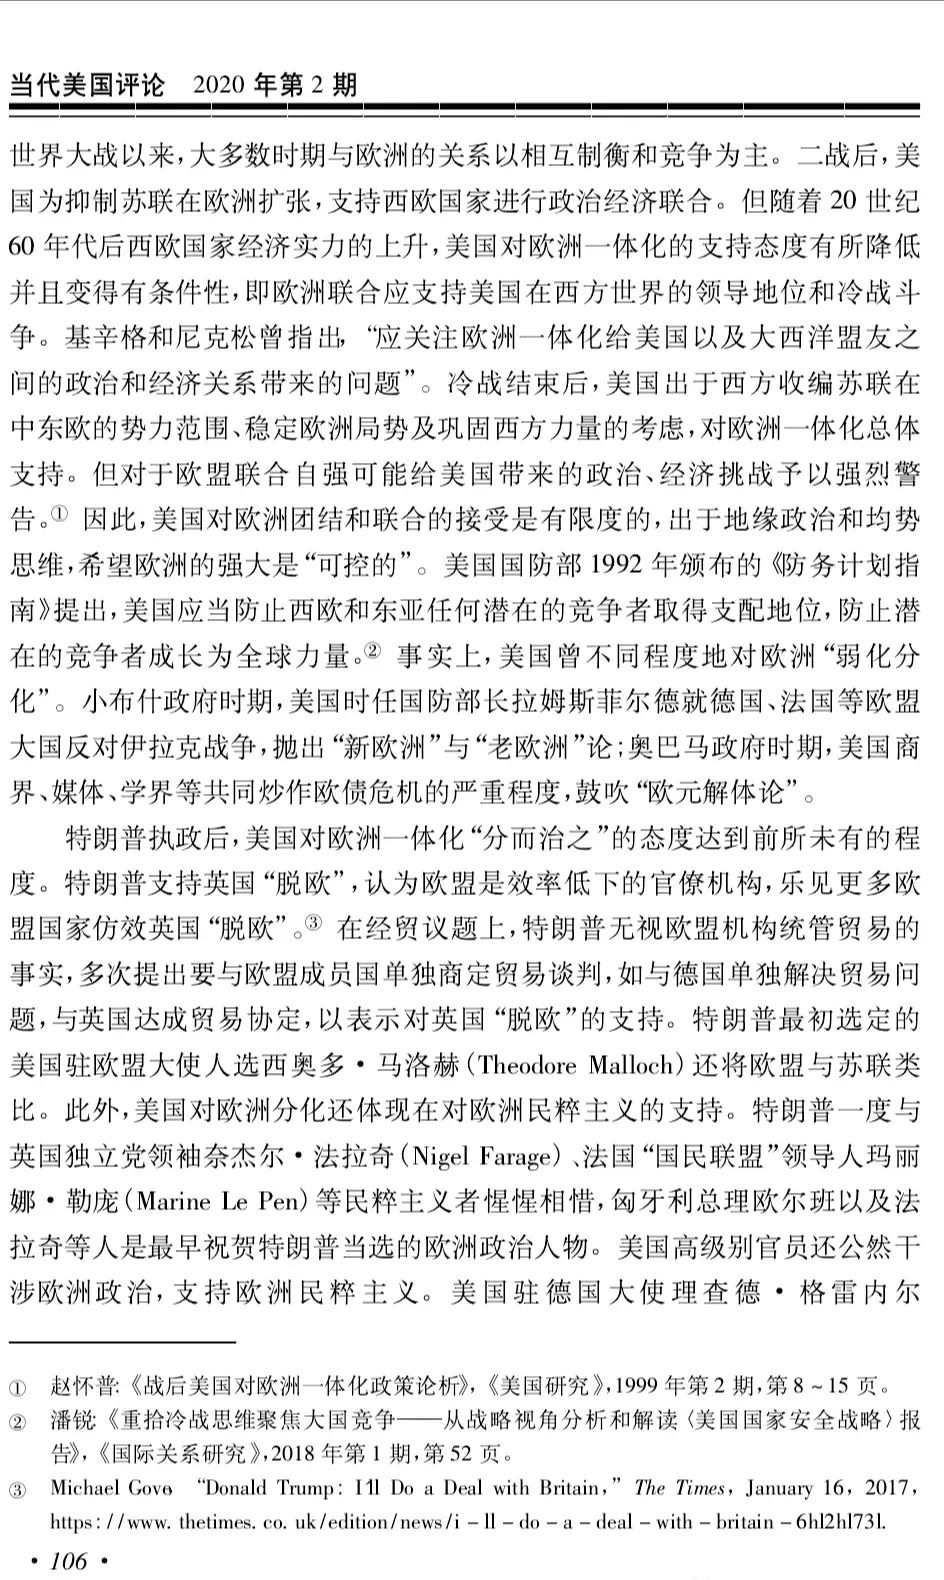 当代美国评论 2020 年第 2 期
世界大战以来,大多数时期与欧洲的关系以相互制衡和竞争为主。二战后,美
国为抑制苏联在欧洲扩张,支持西欧国家进行政治经济联合。但随着 20 世纪
60 年代后西欧国家经济实力的上升,美国对欧洲一体化的支持态度有所降低
并且变得有条件性,即欧洲联合应支持美国在西方世界的领导地位和冷战斗
争。基辛格和尼克松曾指出,“应关注欧洲一体化给美国以及大西洋盟友之
间的政治和经济关系带来的问题”。冷战结束后,美国出于西方收编苏联在
中东欧的势力范围、稳定欧洲局势及巩固西方力量的考虑,对欧洲一体化总体
支持。但对于欧盟联合自强可能给美国带来的政治、经济挑战予以强烈警
告。① 因此,美国对欧洲团结和联合的接受是有限度的,出于地缘政治和均势
思维,希望欧洲的强大是“可控的”。美国国防部 1992 年颁布的《防务计划指
南》提出,美国应当防止西欧和东亚任何潜在的竞争者取得支配地位,防止潜
在的竞争者成长为全球力量。② 事实上,美国曾不同程度地对欧洲“弱化分
化”。小布什政府时期,美国时任国防部长拉姆斯菲尔德就德国、法国等欧盟
大国反对伊拉克战争,抛出“新欧洲”与“老欧洲”论;奥巴马政府时期,美国商
界、媒体、学界等共同炒作欧债危机的严重程度,鼓吹“欧元解体论”。
特朗普执政后,美国对欧洲一体化“分而治之”的态度达到前所未有的程
度。特朗普支持英国“脱欧”,认为欧盟是效率低下的官僚机构,乐见更多欧
盟国家仿效英国“脱欧”。③ 在经贸议题上,特朗普无视欧盟机构统管贸易的
事实,多次提出要与欧盟成员国单独商定贸易谈判,如与德国单独解决贸易问
题,与英国达成贸易协定,以表示对英国“脱欧”的支持。特朗普最初选定的
美国驻欧盟大使人选西奥多·马洛赫(Theodore Malloch)还将欧盟与苏联类
比。此外,美国对欧洲分化还体现在对欧洲民粹主义的支持。特朗普一度与
英国独立党领袖奈杰尔·法拉奇(Nigel Farage)、法国“国民联盟”领导人玛丽
娜·勒庞(Marine Le Pen)等民粹主义者惺惺相惜,匈牙利总理欧尔班以及法
拉奇等人是最早祝贺特朗普当选的欧洲政治人物。美国高级别官员还公然干
涉欧洲政治,支持欧洲民粹主义。美国驻德国大使理查德·格雷内尔
① 赵怀普:《战后美国对欧洲一体化政策论析》,《美国研究》,1999 年第 2 期,第 8~15 页。
② 潘锐:《重拾冷战思维聚焦大国竞争——从战略视角分析和解读〈美国国家安全战略〉报
告》,《国际关系研究》,2018 年第 1 期,第 52 页。
③ Michael Gove, “Donald Trump: I'll Do a Deal with Britain,” The Times, January 16, 2017,
https://www.thetimes.co.uk/edition/news/i-ll-do-a-deal-with-britain-6hl2hl73l.
·106·